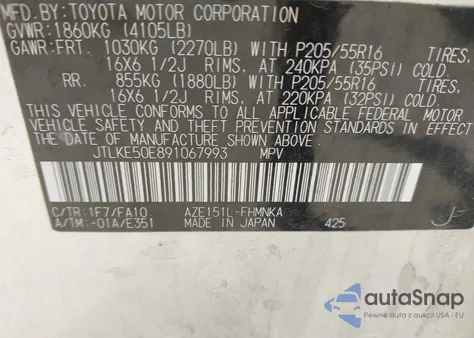 MFD.BY:TOYOTA MOTOR CORPORATION
GVWR:1860KG (4105LB)
GAWR:FRT. 1030KG (2270LB) WITH P205/55R16 TIRES,
16X6 1/2J RIMS, AT 240KPA (35PSI) COLD.
RR. 855KG (1880LB) WITH P205/55R16 TIRES,
16X6 1/2J RIMS, AT 220KPA (32PSI) COLD.
THIS VEHICLE CONFORMS TO ALL APPLICABLE FEDERAL MOTOR
VEHICLE SAFETY AND THEFT PREVENTION STANDARDS IN EFFECT ON
THE DATE OF MANUFACTURE SHOWN ABOVE.
JTLKE50E891067993 MPV
C/TR:1F7/FA10 AZE151L-FHMNKA
A/TM:-01A/E351 MADE IN JAPAN 425
autoSnap
Pewne auto z USA i EU